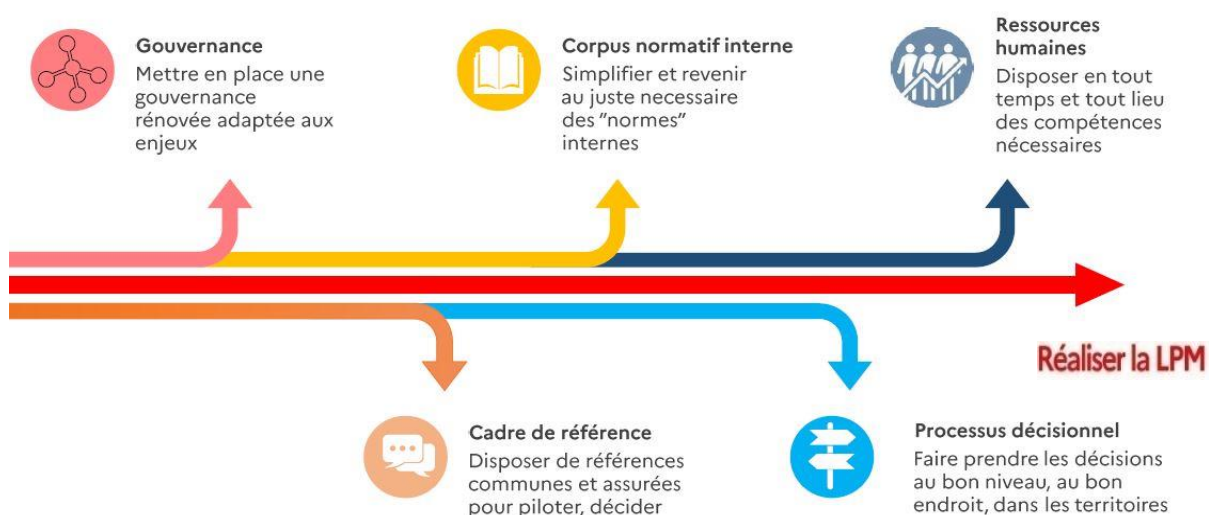 Gouvernance
Mettre en place une
gouvernance
rénovée adaptée aux
enjeux
Corpus normatif interne
Simplifier et revenir
au juste necessaire
des “normes”
internes
Ressources
humaines
Disposer en tout
temps et tout lieu
des compétences
nécessaires
Réaliser la LPM
Cadre de référence
Disposer de références
communes et assurées
pour piloter, décider
Processus décisionnel
Faire prendre les décisions
au bon niveau, au bon
endroit, dans les territoires